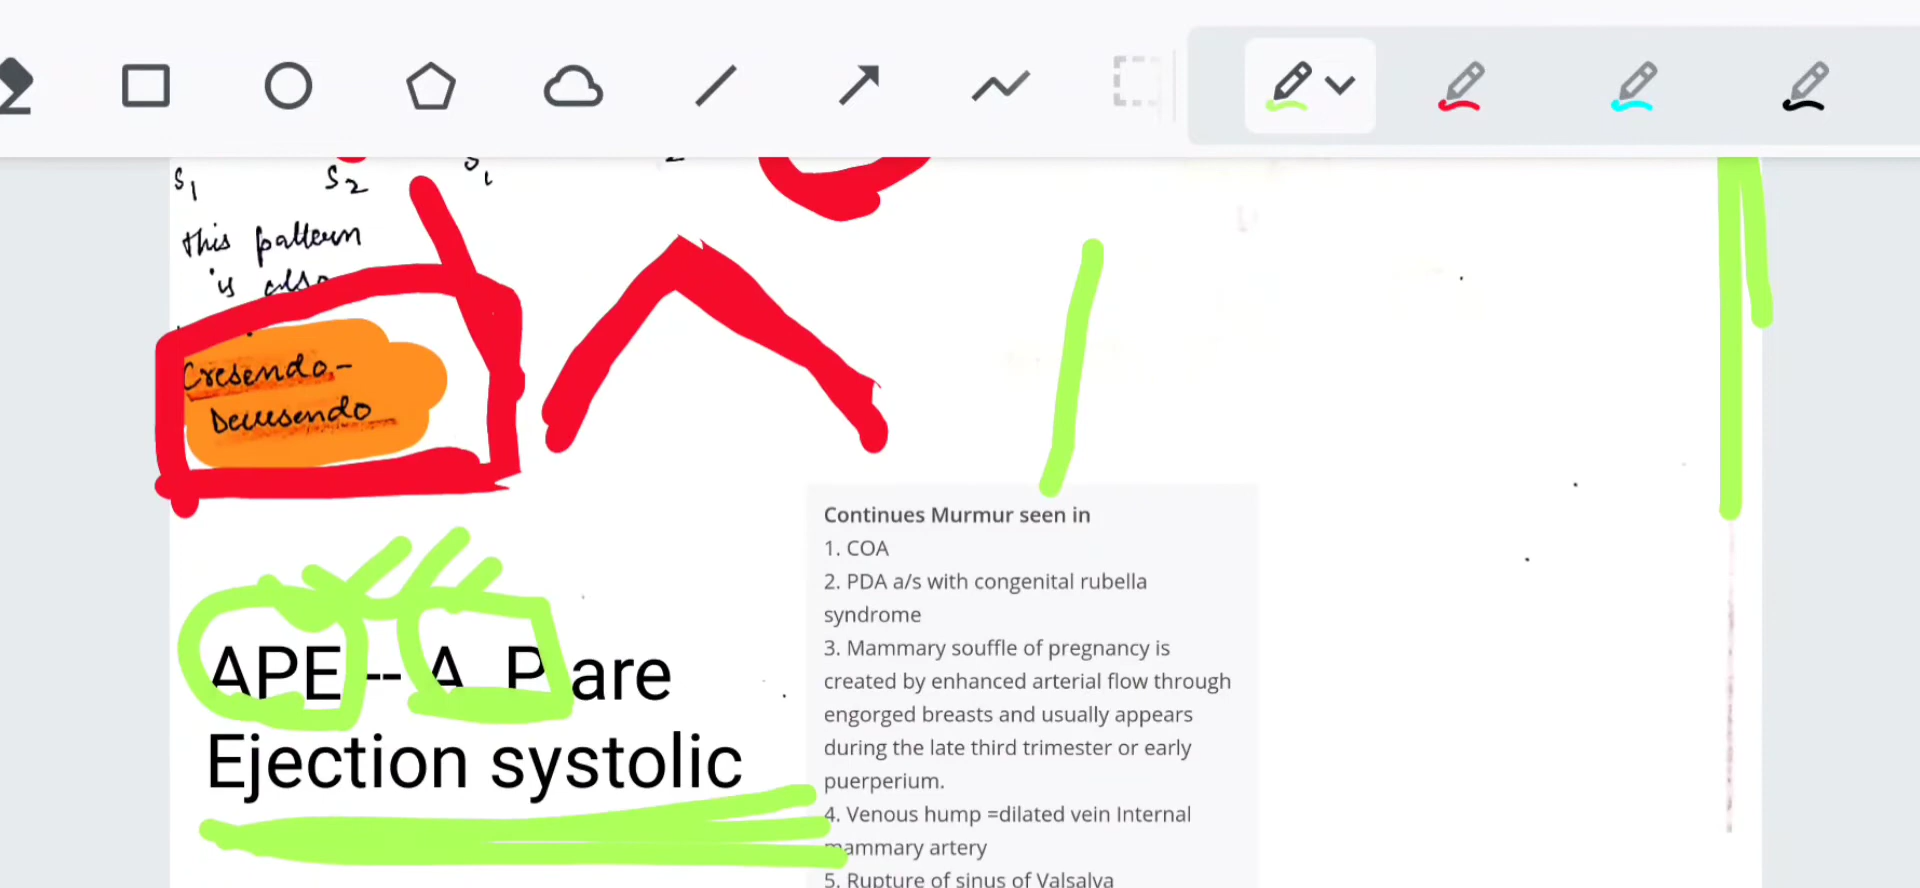 S1 S2 S1
this pattern
is also
Cresendo-
Decresendo
APE -- A P are
Ejection systolic
Continues Murmur seen in
1. COA
2. PDA a/s with congenital rubella
syndrome
3. Mammary souffle of pregnancy is
created by enhanced arterial flow through
engorged breasts and usually appears
during the late third trimester or early
puerperium.
4. Venous hump =dilated vein Internal
mammary artery
5. Rupture of sinus of Valsalva